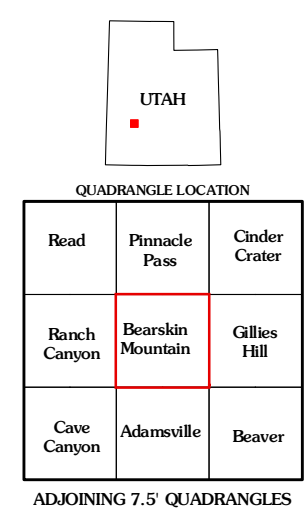 UTAH
QUADRANGLE LOCATION
Read
Pinnacle
Pass
Cinder
Crater
Ranch
Canyon
Bearskin
Mountain
Gillies
Hill
Cave
Canyon
Adamsville
Beaver
ADJOINING 7.5' QUADRANGLES